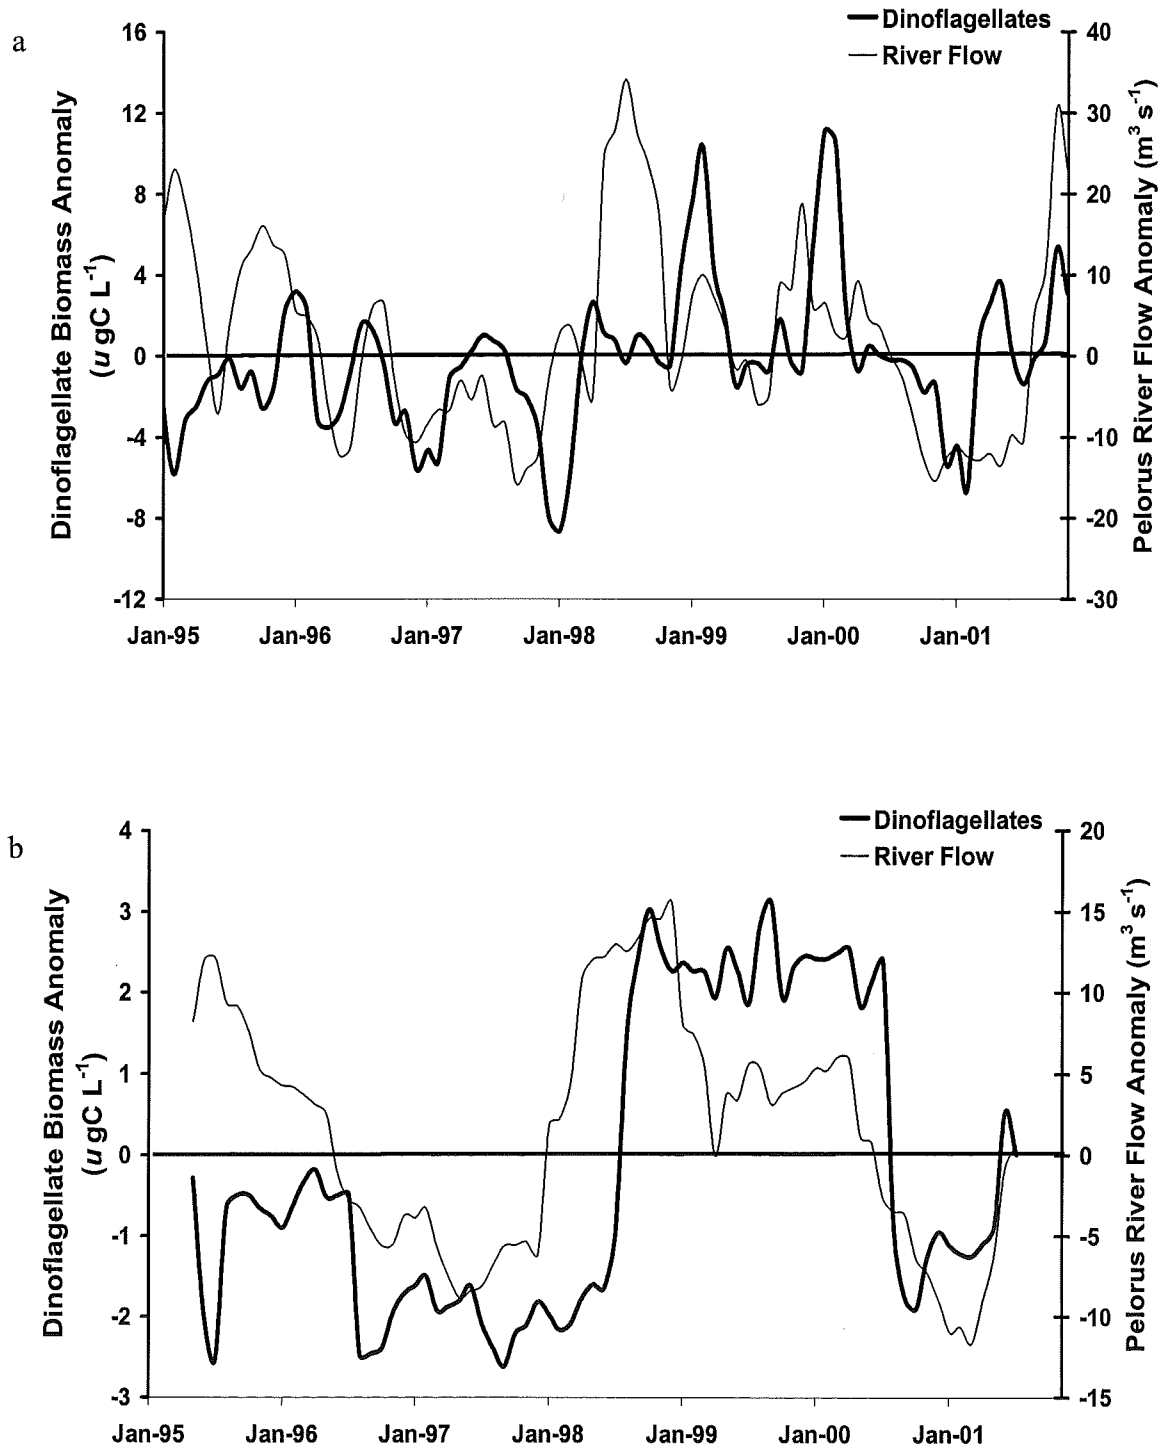 a
Dinoflagellates
River Flow
Dinoflagellate Biomass Anomaly
(u gC L-1)
16
12
8
4
0
-4
-8
-12
40
30
20
10
0
-10
-20
-30
Pelorus River Flow Anomaly (m3 s-1)
Jan-95 Jan-96 Jan-97 Jan-98 Jan-99 Jan-00 Jan-01
b
Dinoflagellates
River Flow
Dinoflagellate Biomass Anomaly
(u gC L-1)
4
3
2
1
0
-1
-2
-3
20
15
10
5
0
-5
-10
-15
Pelorus River Flow Anomaly (m3 s-1)
Jan-95 Jan-96 Jan-97 Jan-98 Jan-99 Jan-00 Jan-01